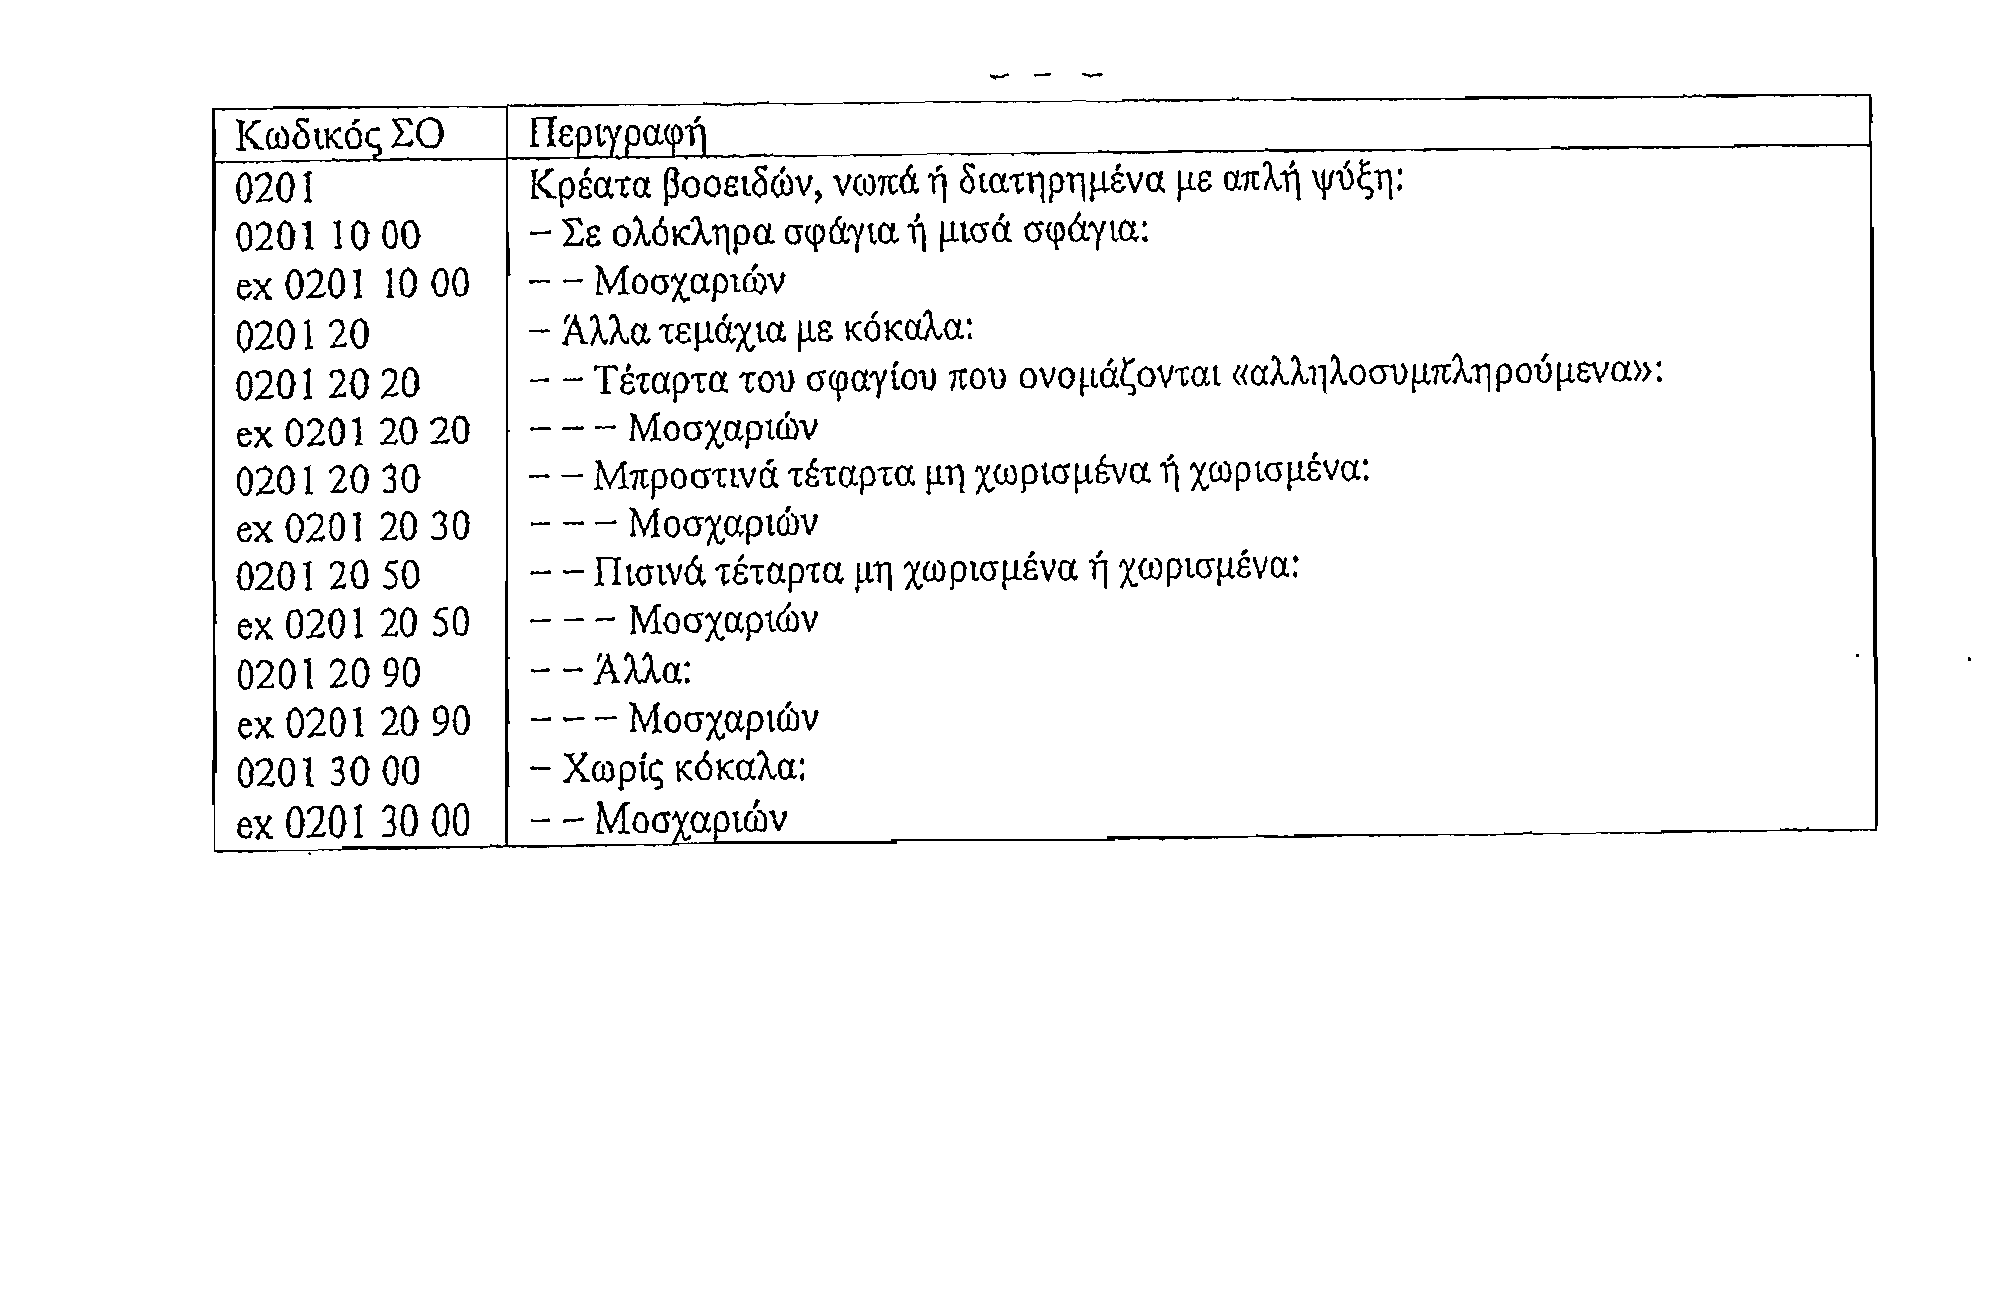 Κωδικός ΣΟ Περιγραφή
0201 Κρέατα βοοειδών, νωπά ή διατηρημένα με απλή ψύξη:
0201 10 00 – Σε ολόκληρα σφάγια ή μισά σφάγια:
ex 0201 10 00 – – Μοσχαριών
0201 20 – Άλλα τεμάχια με κόκαλα:
0201 20 20 – – Τέταρτα του σφαγίου που ονομάζονται «αλληλοσυμπληρούμενα»:
ex 0201 20 20 – – – Μοσχαριών
0201 20 30 – – Μπροστινά τέταρτα μη χωρισμένα ή χωρισμένα:
ex 0201 20 30 – – – Μοσχαριών
0201 20 50 – – Πισινά τέταρτα μη χωρισμένα ή χωρισμένα:
ex 0201 20 50 – – – Μοσχαριών
0201 20 90 – – Άλλα:
ex 0201 20 90 – – – Μοσχαριών
0201 30 00 – Χωρίς κόκαλα:
ex 0201 30 00 – – Μοσχαριών